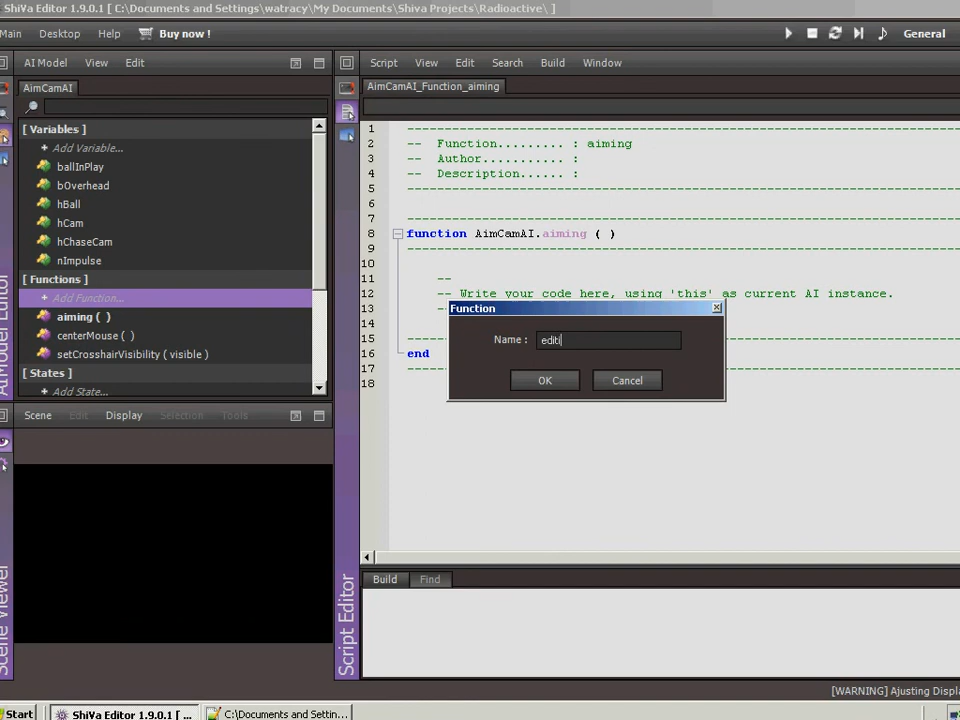 ShiVa Editor 1.9.0.1 [ C:\Documents and Settings\watracy\My Documents\Shiva Projects\Radioactive\ ]
Main Desktop Help Buy now ! General
AI Model View Edit
AimCamAI
[ Variables ]
+ Add Variable...
ballInPlay
bOverhead
hBall
hCam
hChaseCam
nImpulse
[ Functions ]
+ Add Function...
aiming ( )
centerMouse ( )
setCrosshairVisibility ( visible )
[ States ]
+ Add State...
AIModel Editor
Scene Edit Display Selection Tools
Scene Viewer
Script View Edit Search Build Window
AimCamAI_Function_aiming
1 --------------------------------------------------------------------------------
2 -- Function......... : aiming
3 -- Author........... :
4 -- Description...... :
5 --------------------------------------------------------------------------------
6
7 --------------------------------------------------------------------------------
8 function AimCamAI.aiming ( )
9 --------------------------------------------------------------------------------
10
11 --
12 -- Write your code here, using 'this' as current AI instance.
13 --
14
15
16 end
17 --------------------------------------------------------------------------------
18
Function
Name : editi
OK Cancel
Script Editor
Build Find
[WARNING] Ajusting Displa
Start ShiVa Editor 1.9.0.1 [ ... C:\Documents and Settin...